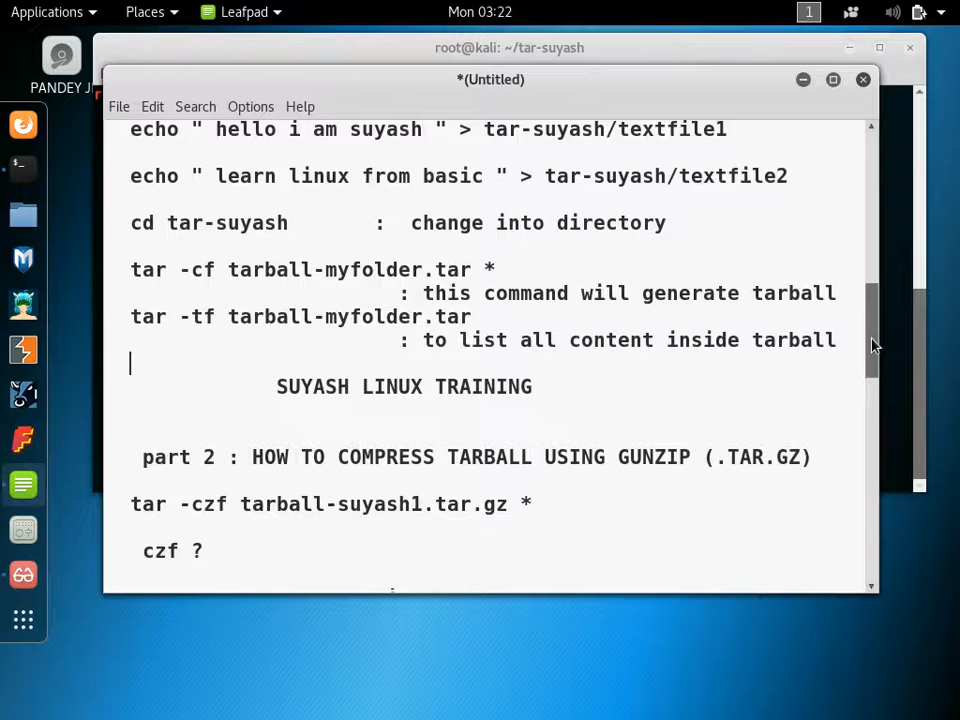 Applications Places Leafpad Mon 03:22 1
root@kali: ~/tar-suyash
PANDEY J
*(Untitled)
File Edit Search Options Help
echo " hello i am suyash " > tar-suyash/textfile1
echo " learn linux from basic " > tar-suyash/textfile2
cd tar-suyash : change into directory
tar -cf tarball-myfolder.tar *
: this command will generate tarball
tar -tf tarball-myfolder.tar
: to list all content inside tarball
SUYASH LINUX TRAINING
part 2 : HOW TO COMPRESS TARBALL USING GUNZIP (.TAR.GZ)
tar -czf tarball-suyash1.tar.gz *
czf ?